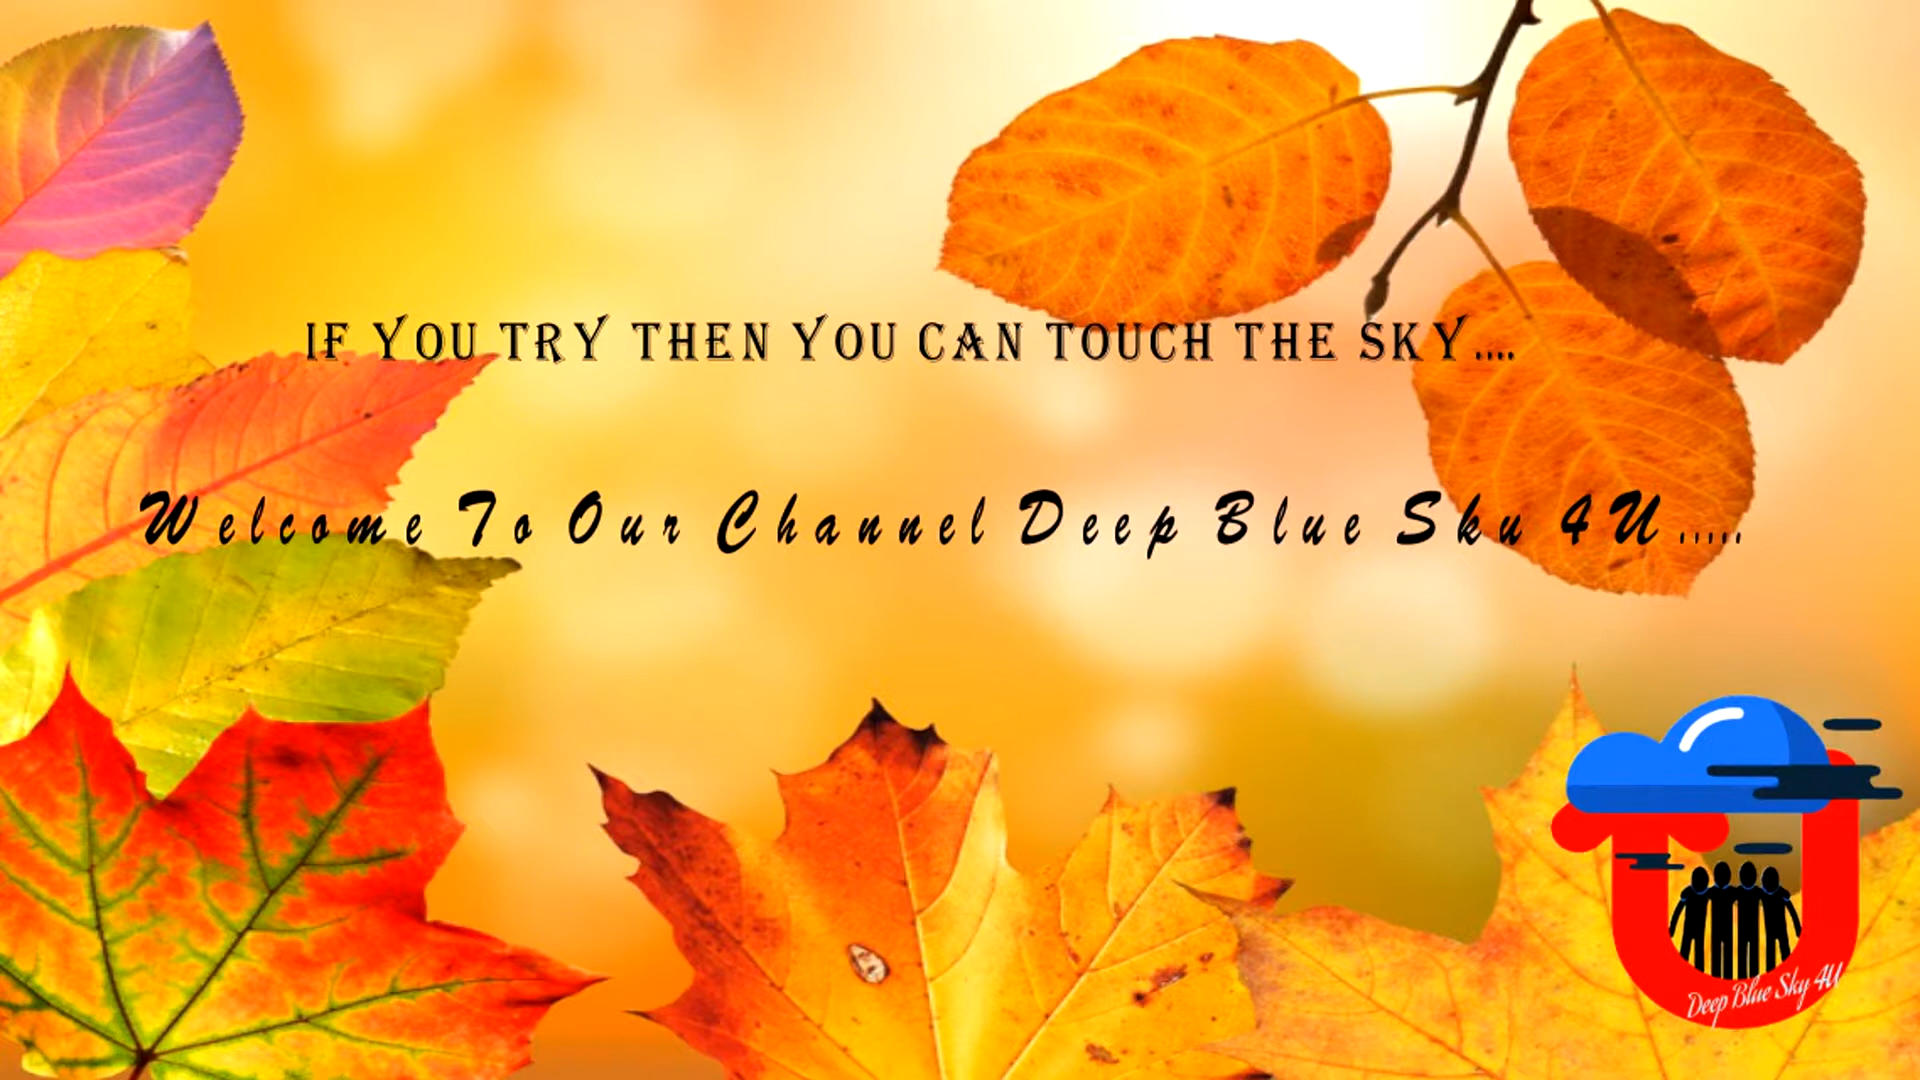 IF YOU TRY THEN YOU CAN TOUCH THE SKY....
Welcome To Our Channel Deep Blue Sku 4U.....
Deep Blue Sky 4U